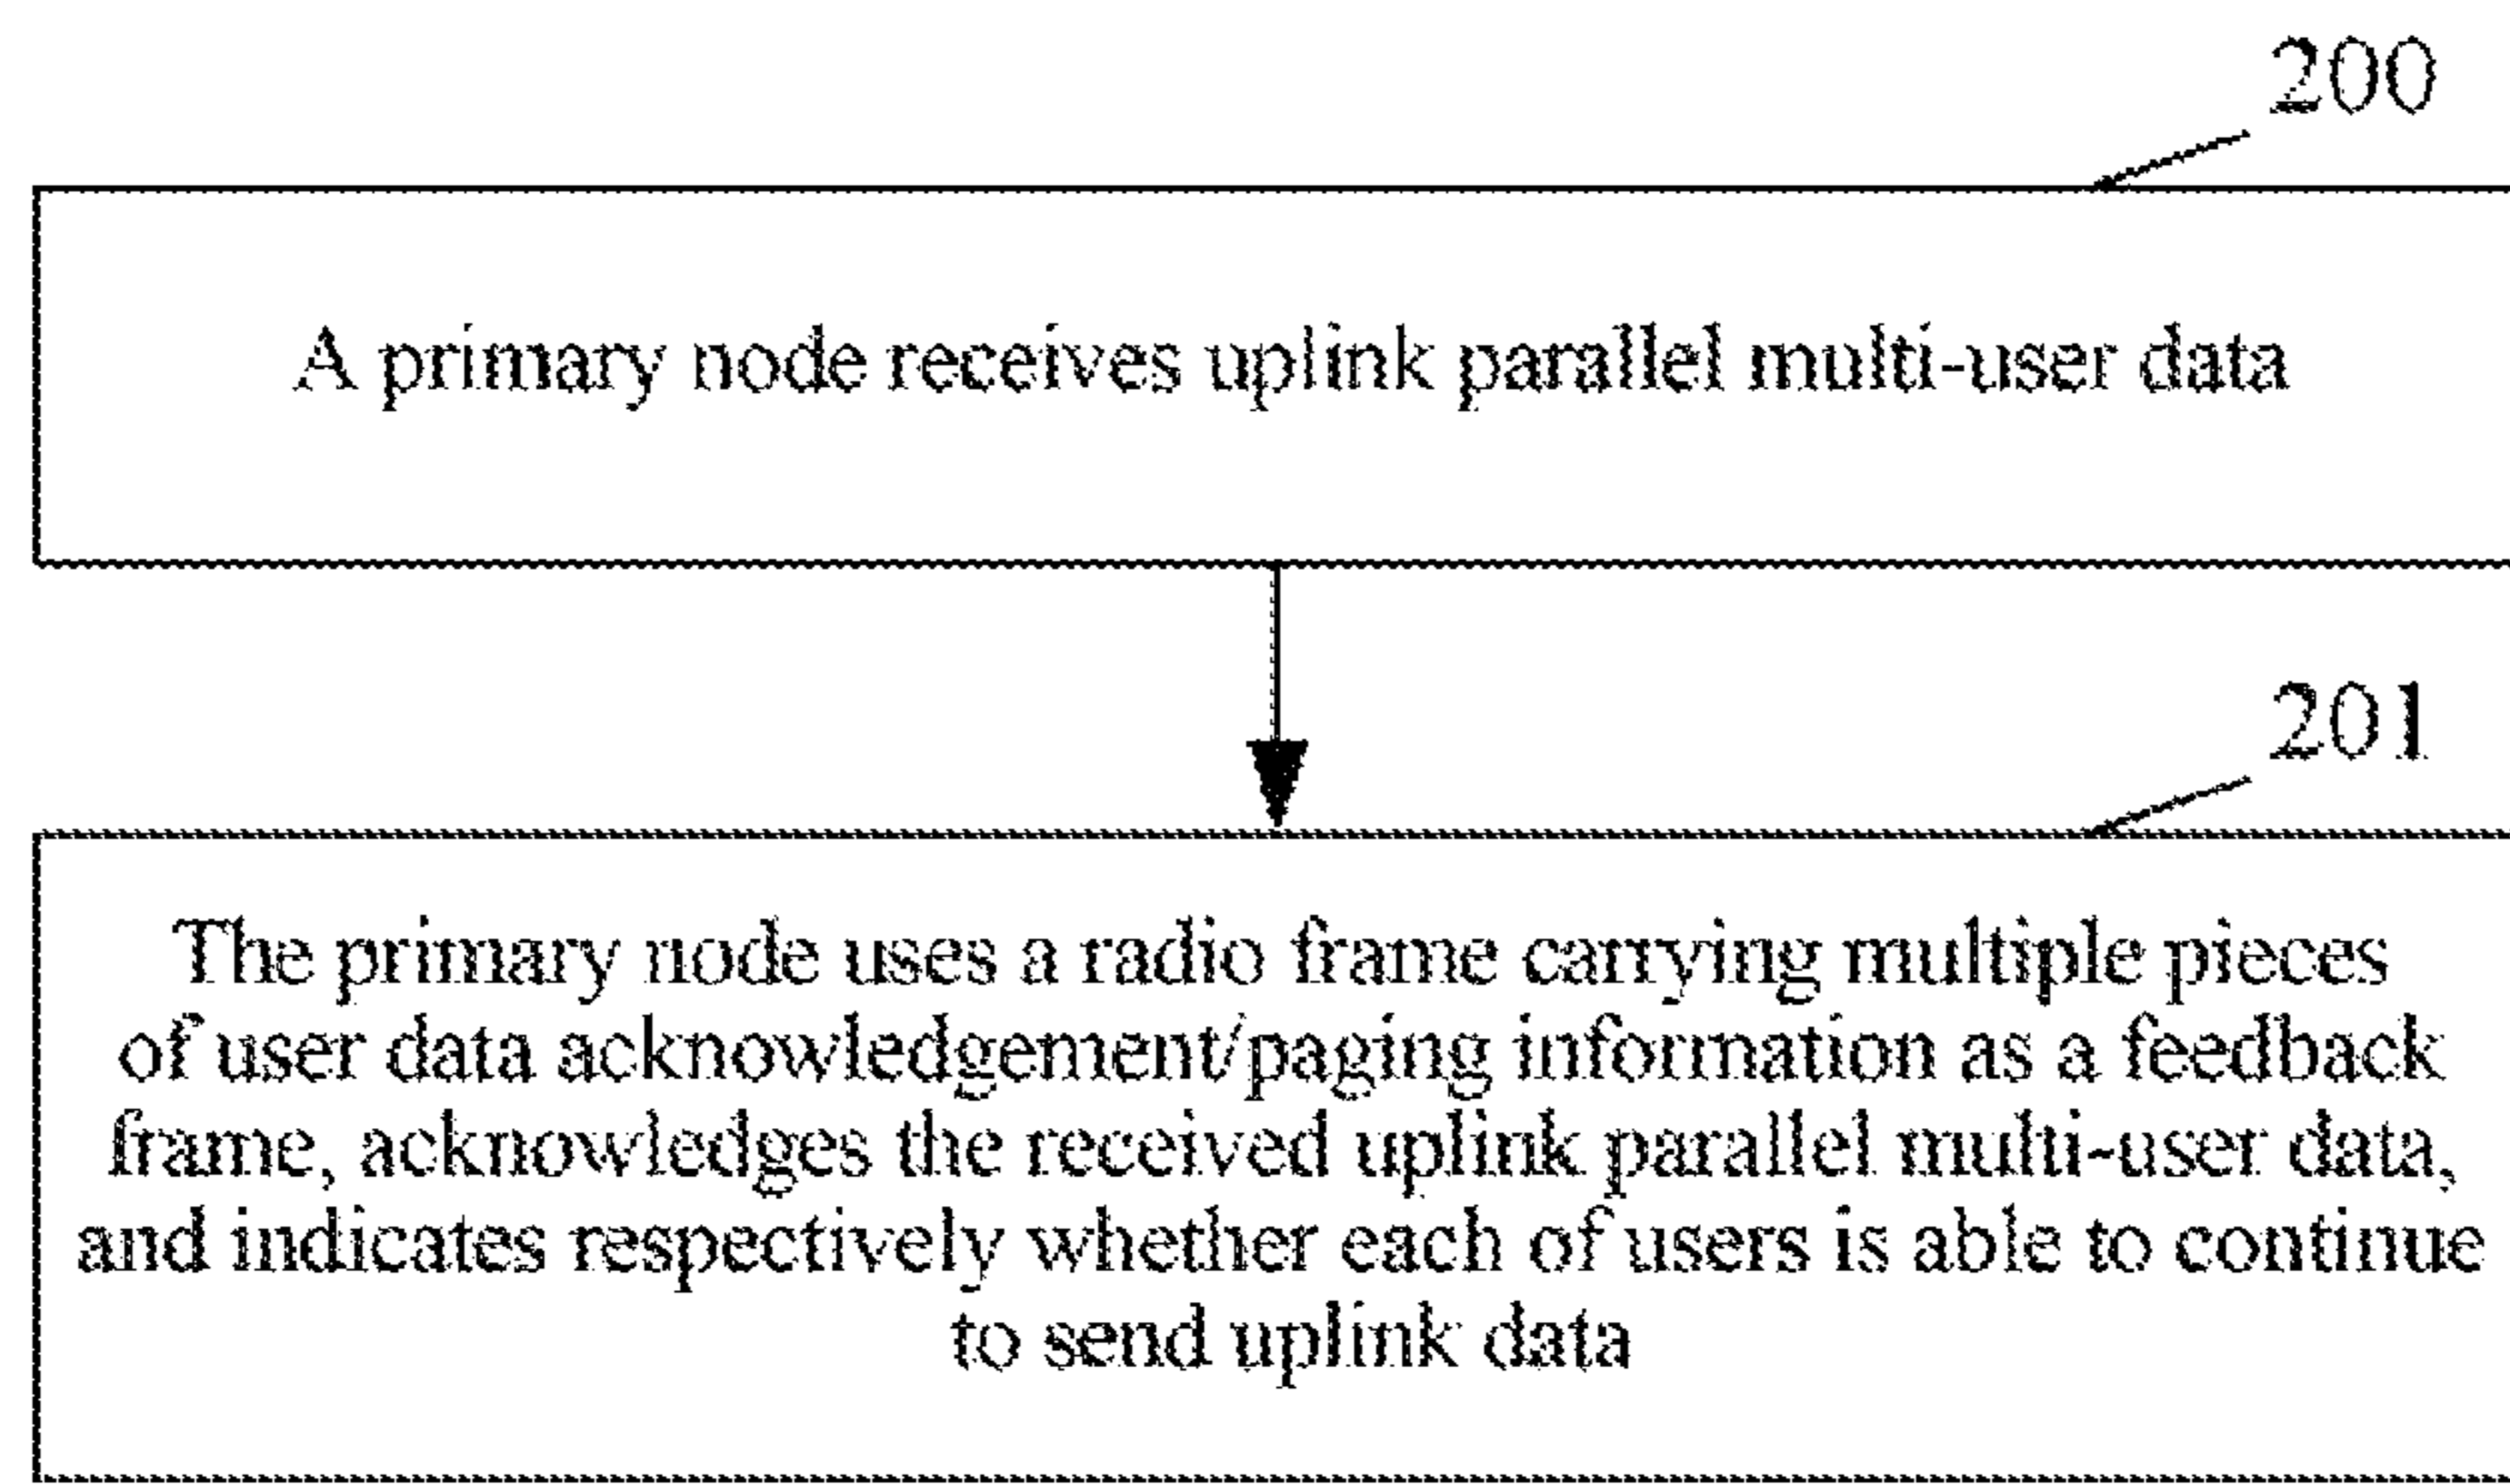 200
A primary node receives uplink parallel multi-user data
201
The primary node uses a radio frame carrying multiple pieces
of user data acknowledgement/paging information as a feedback
frame, acknowledges the received uplink parallel multi-user data,
and indicates respectively whether each of users is able to continue
to send uplink data